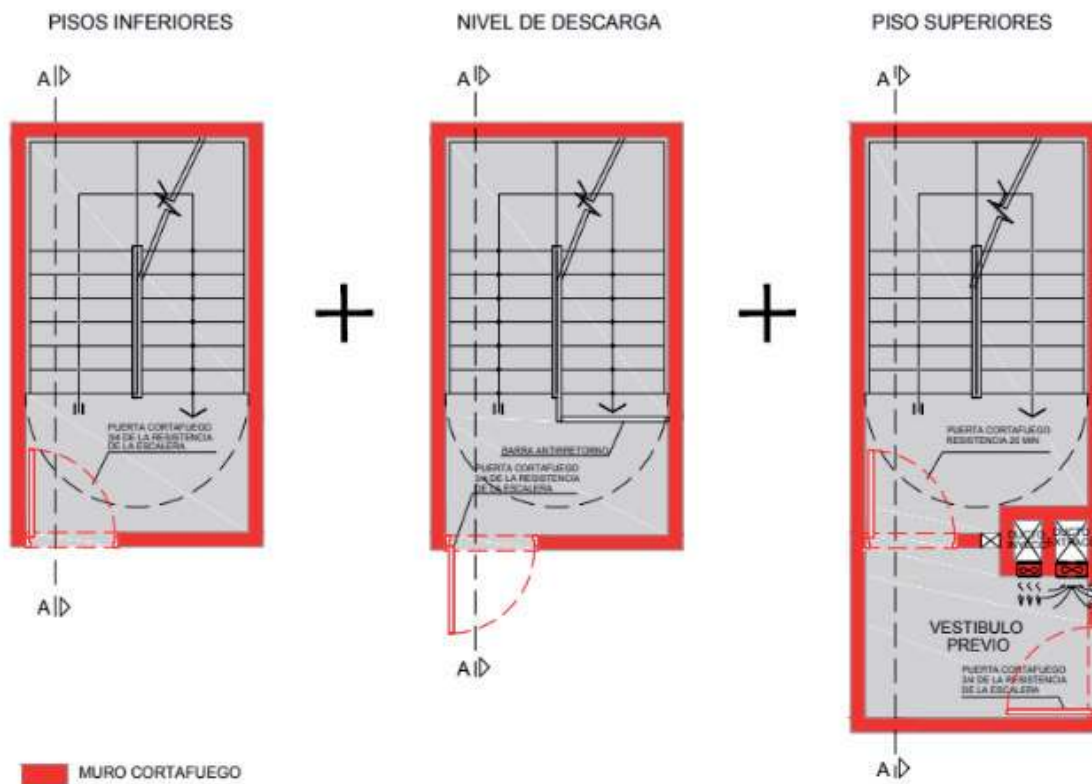 PISOS INFERIORES
NIVEL DE DESCARGA
PISO SUPERIORES
A
A
A
PUERTA CORTAFUEGO
3/4 DE LA RESISTENCIA
DE LA ESCALERA
BARRA ANTIRRETORNO
PUERTA CORTAFUEGO
3/4 DE LA RESISTENCIA
DE LA ESCALERA
PUERTA CORTAFUEGO
RESISTENCIA 20 MIN
DUCTO
DUCTO
VESTIBULO
PREVIO
PUERTA CORTAFUEGO
3/4 DE LA RESISTENCIA
DE LA ESCALERA
A
A
A
MURO CORTAFUEGO